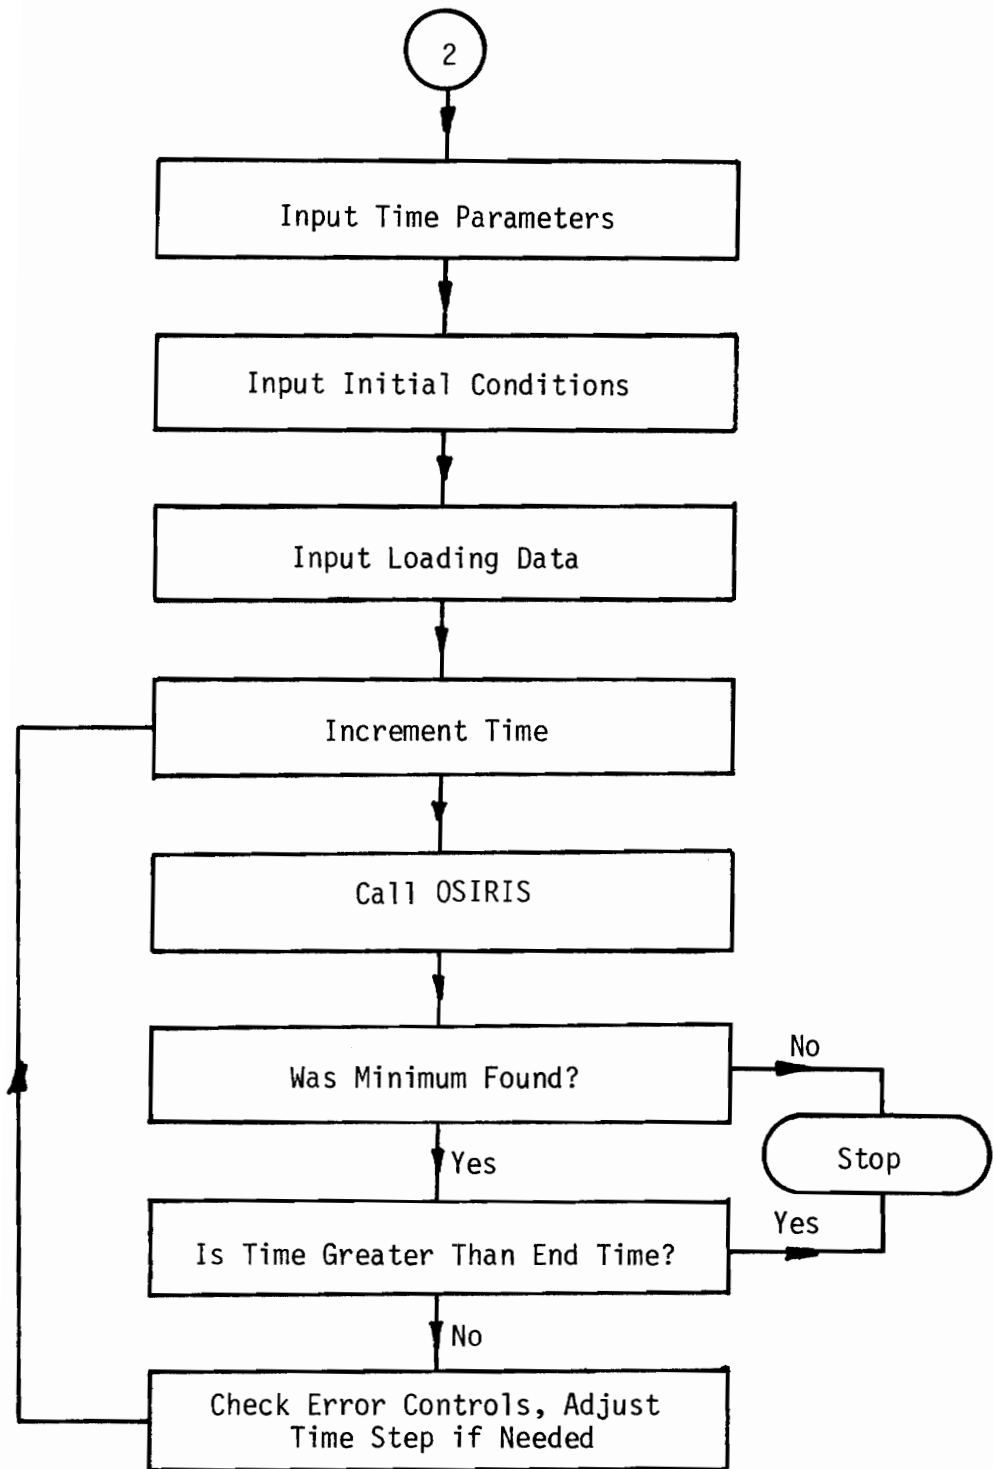 2
Input Time Parameters
Input Initial Conditions
Input Loading Data
Increment Time
Call OSIRIS
Was Minimum Found?
No
Stop
Yes
Is Time Greater Than End Time?
Yes
No
Check Error Controls, Adjust
Time Step if Needed